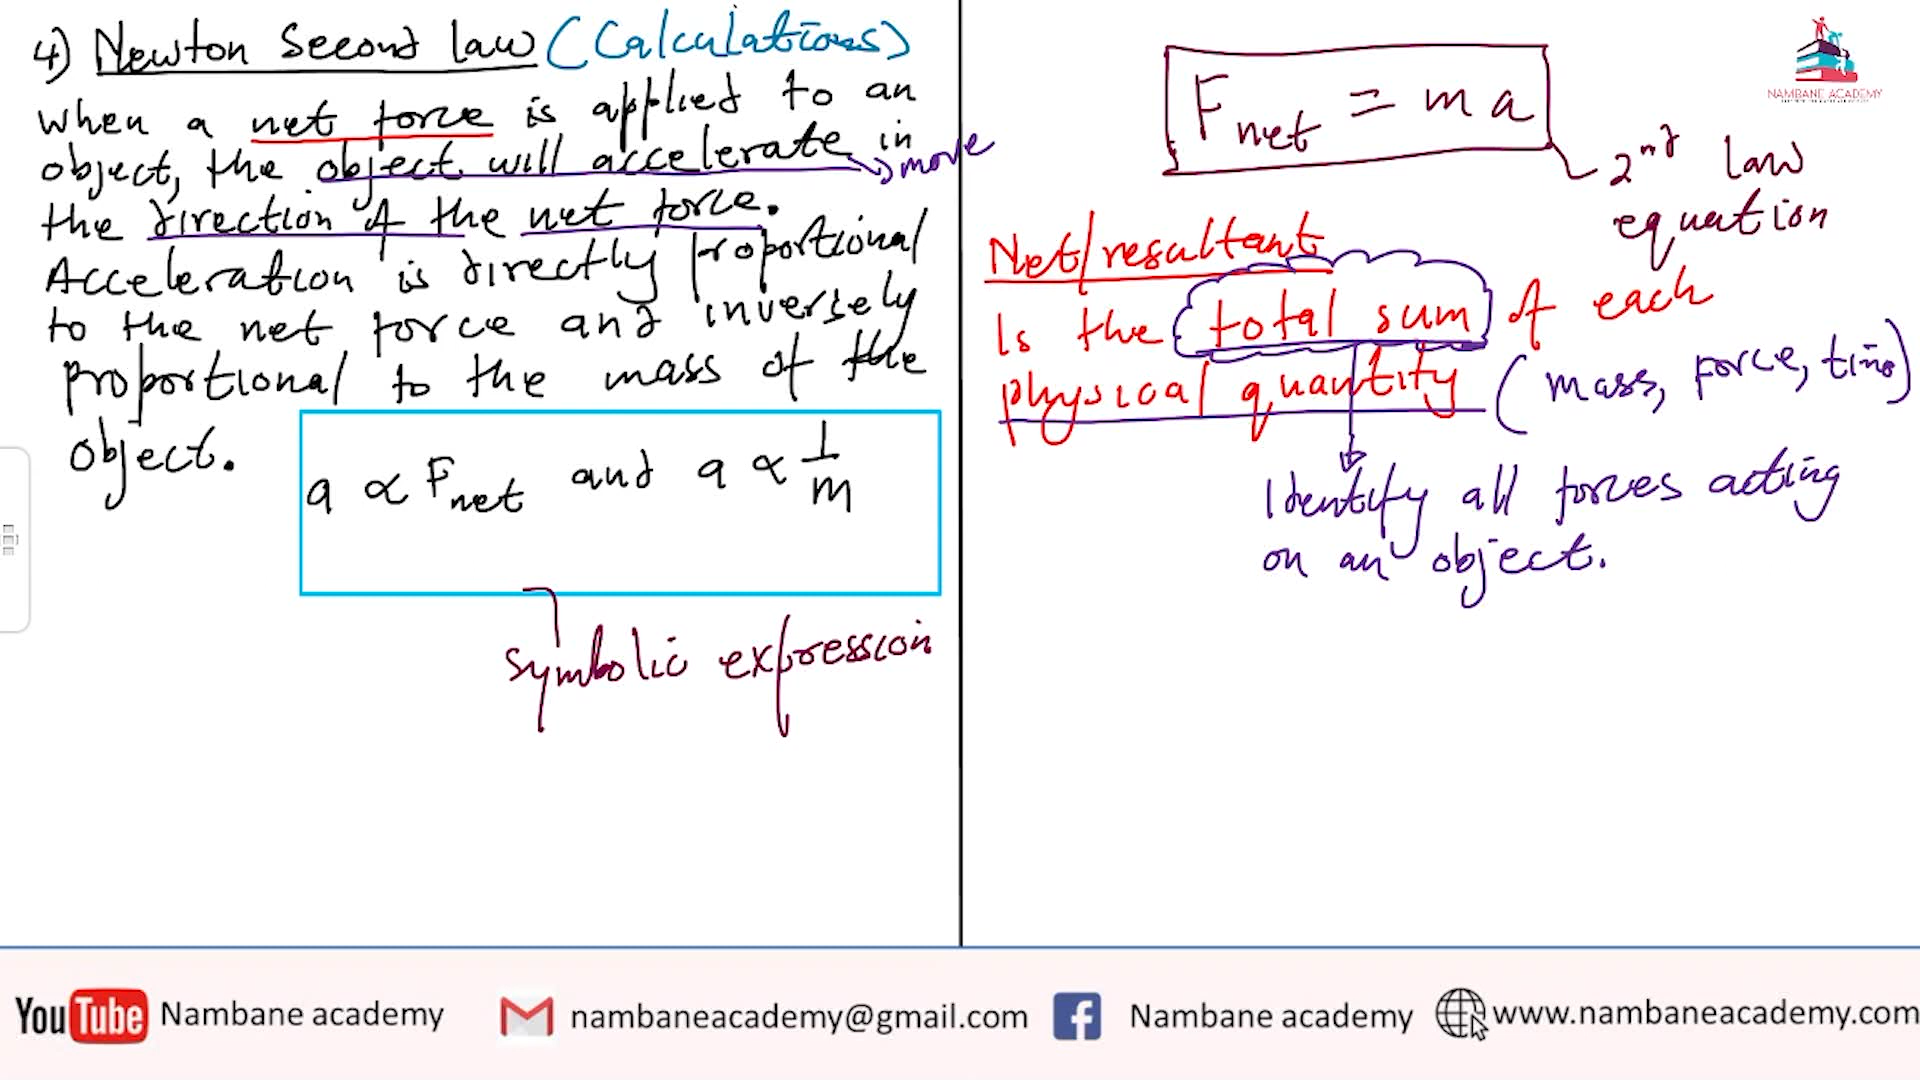 4) Newton Second law (Calculations)
When a net force is applied to an
object, the object will accelerate in
move
the direction of the net force.
Acceleration is directly proportional
to the net force and inversely
proportional to the mass of the
object.
a ∝ Fnet and a ∝ 1/m
symbolic expression
Fnet = ma
2nd law
equation
Net/resultant
Is the total sum of each
physical quantity (mass, force, time)
Identify all forces acting
on an object.
NAMBANE ACADEMY
YouTube Nambane academy
nambaneacademy@gmail.com
Nambane academy
www.nambaneacademy.com